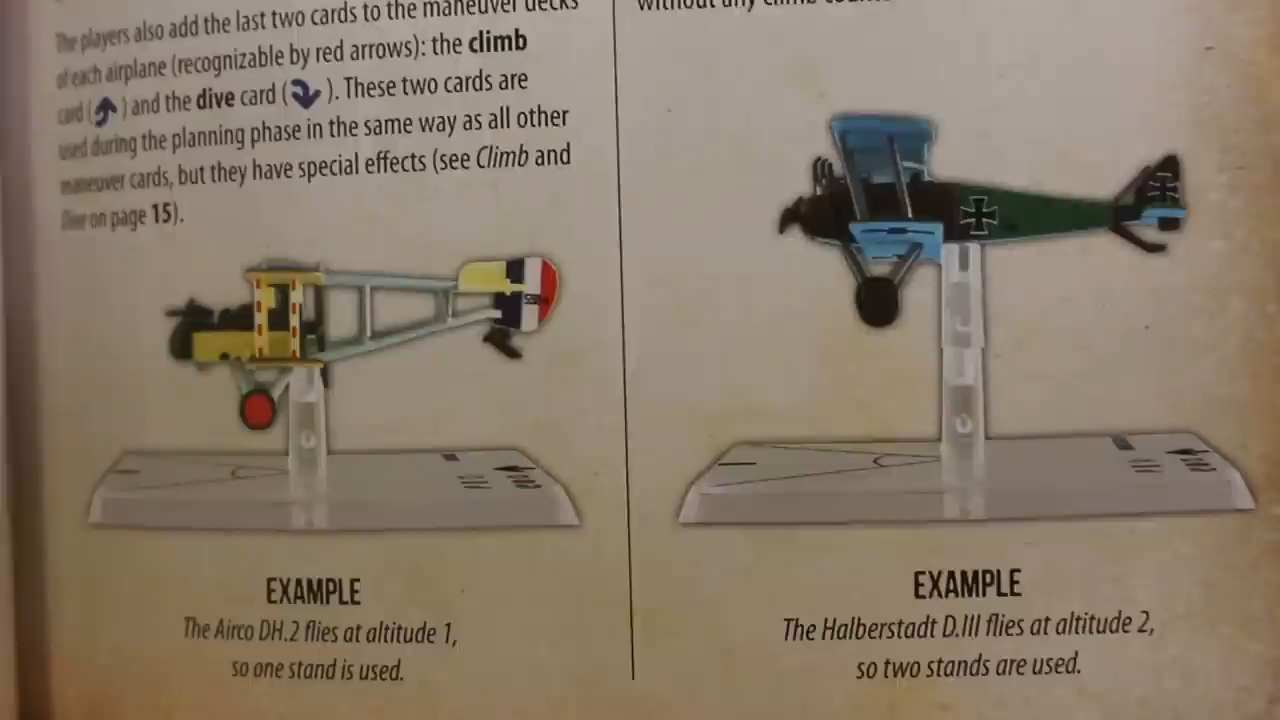 The players also add the last two cards to the maneuver decks
of each airplane (recognizable by red arrows): the climb
card ( ) and the dive card ( ). These two cards are
used during the planning phase in the same way as all other
maneuver cards, but they have special effects (see Climb and
Dive on page 15).
EXAMPLE
The Airco DH.2 flies at altitude 1,
so one stand is used.
without any climb
EXAMPLE
The Halberstadt D.III flies at altitude 2,
so two stands are used.